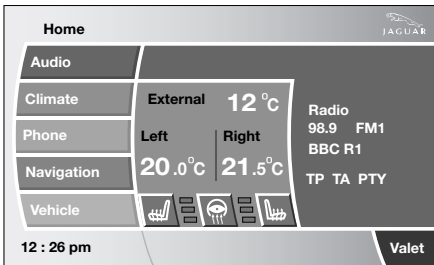 Home
JAGUAR
Audio
Climate
Phone
Navigation
Vehicle
External 12 °C
Left Right
20.0°C 21.5°C
Radio
98.9 FM1
BBC R1
TP TA PTY
12 : 26 pm
Valet